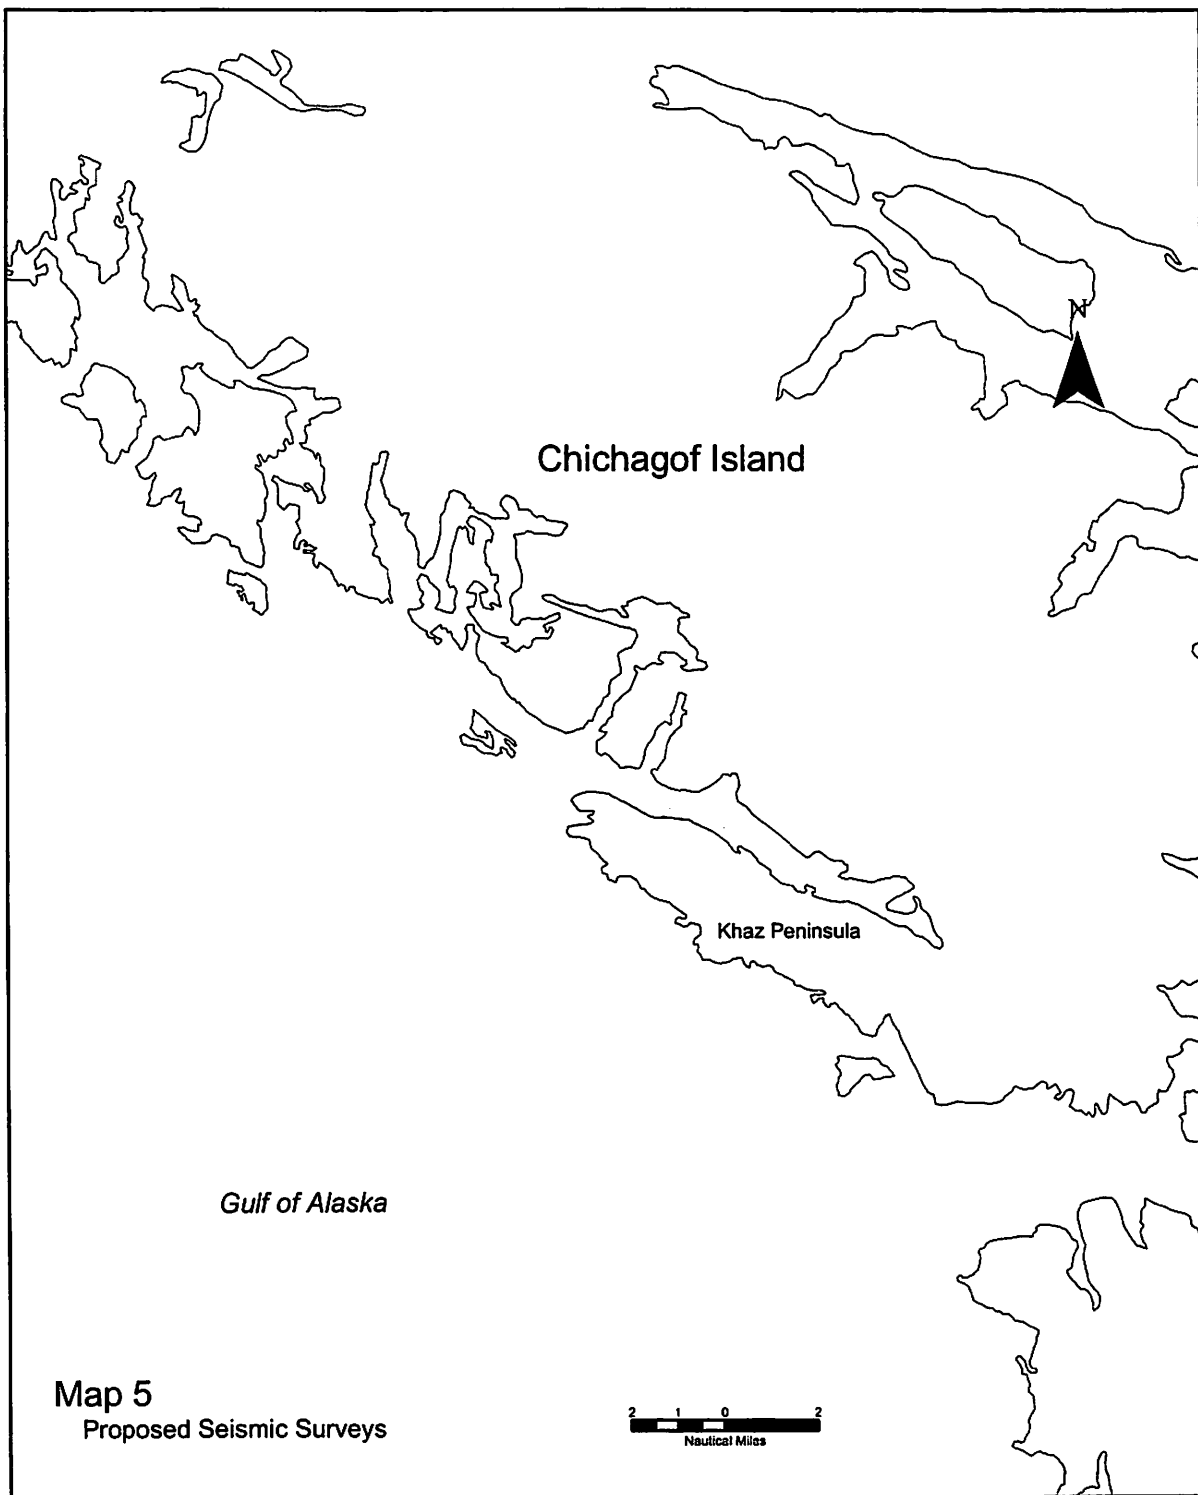 N
Chichagof Island
Khaz Peninsula
Gulf of Alaska
Map 5
Proposed Seismic Surveys
2 1 0 2
Nautical Miles